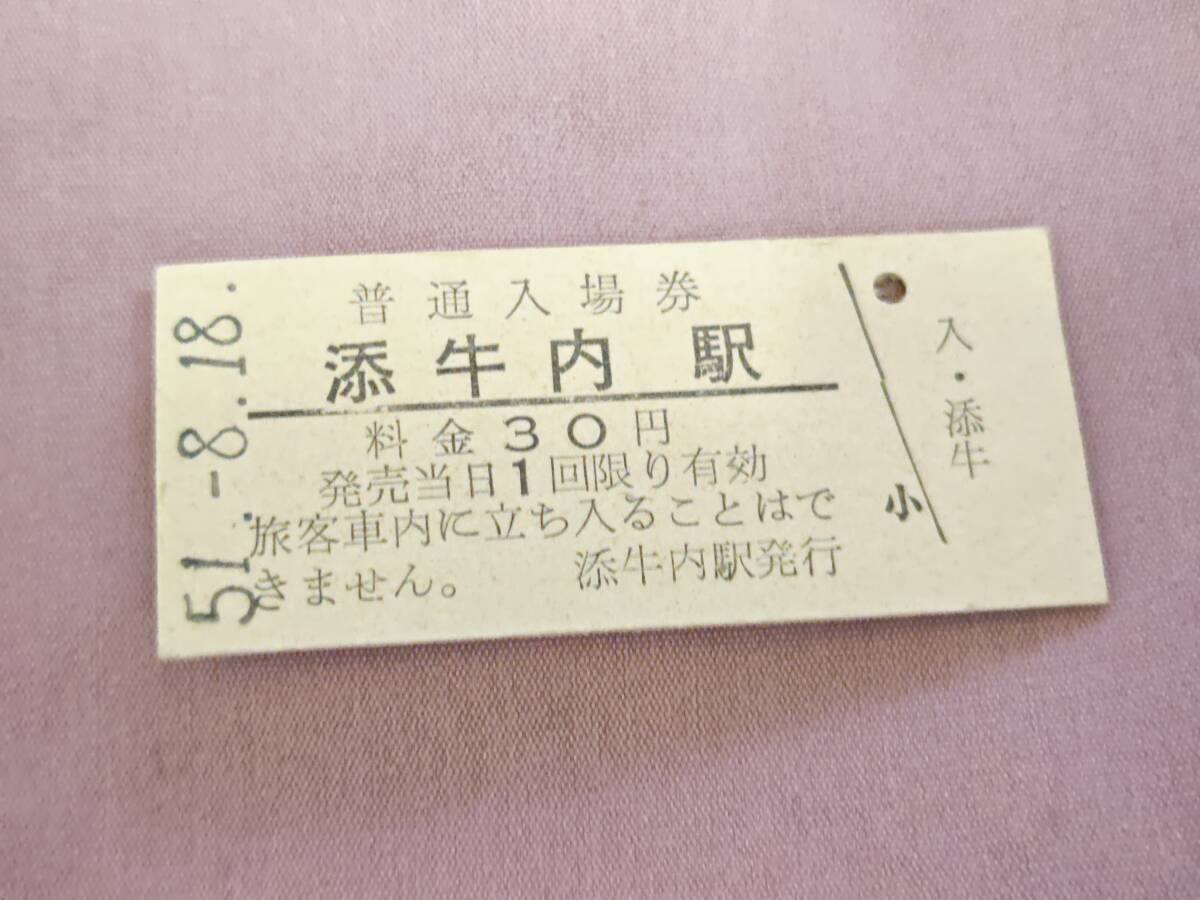 普通入場券
添牛内駅
料金30円
発売当日1回限り有効
旅客車内に立ち入ることはで
きません。 添牛内駅発行
51.-8.18.
小
入・添牛